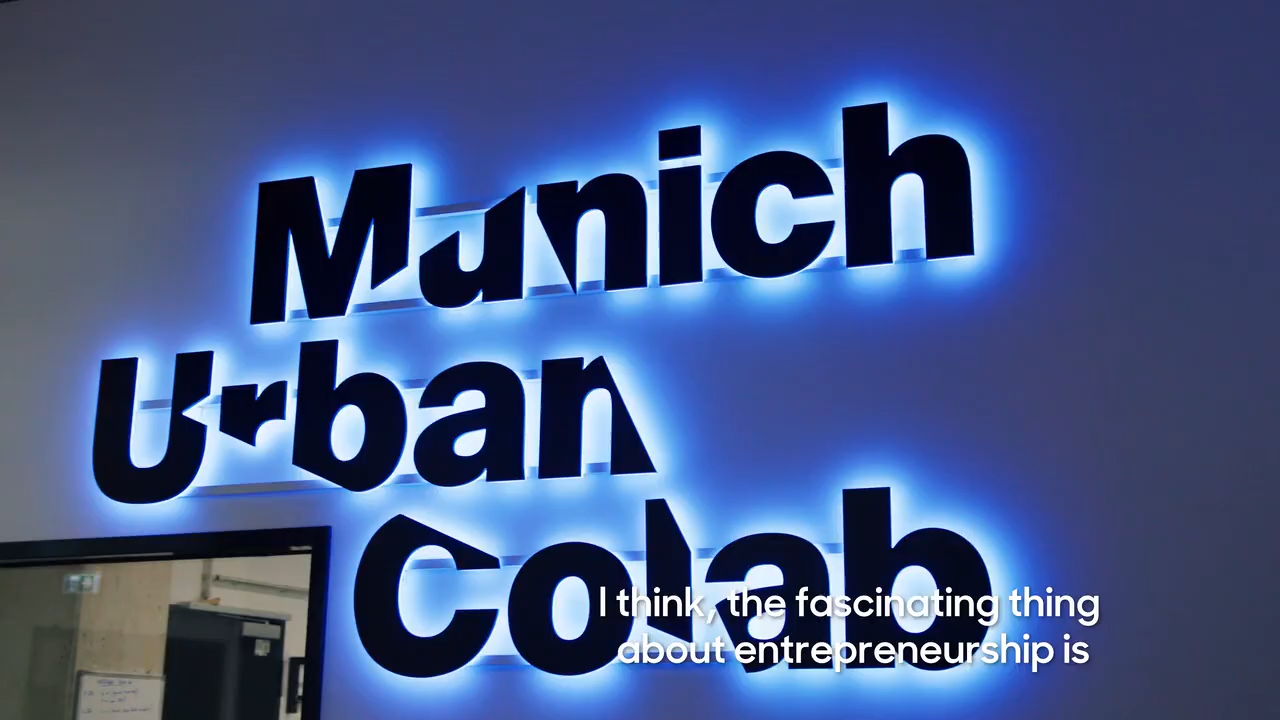 Munich
Urban
Colab
I think, the fascinating thing
about entrepreneurship is